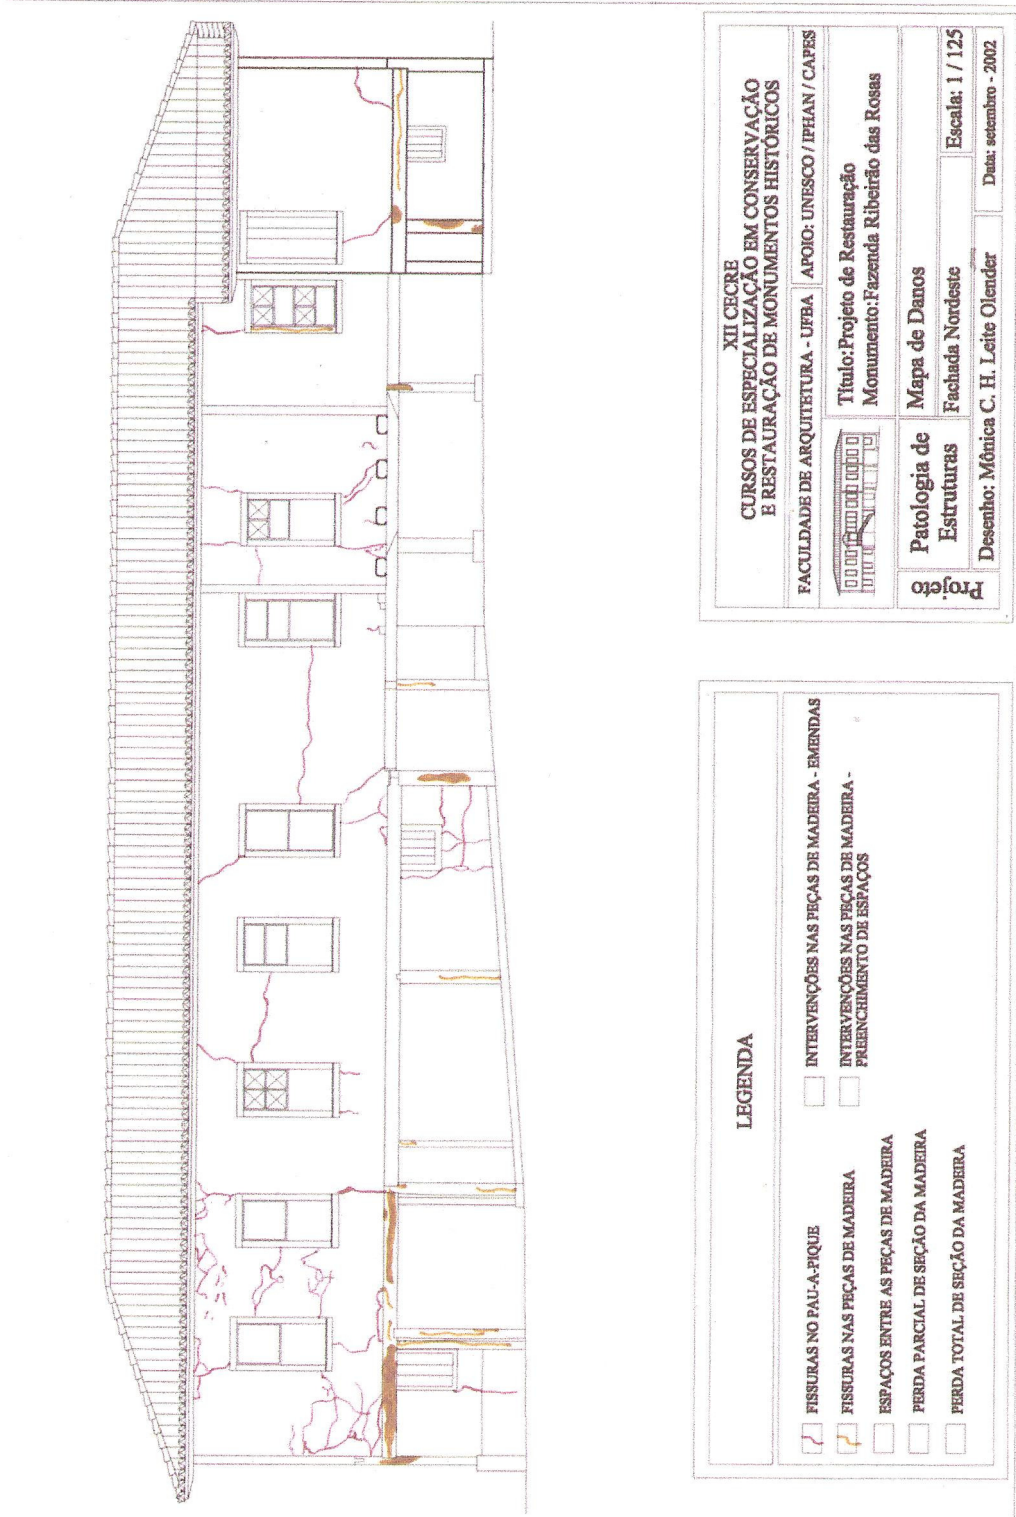 XII CECRE
CURSOS DE ESPECIALIZAÇÃO EM CONSERVAÇÃO
E RESTAURAÇÃO DE MONUMENTOS HISTÓRICOS
FACULDADE DE ARQUITETURA - UFBA
APOIO: UNESCO / IPHAN / CAPES
Título:Projeto de Restauração
Monumento:Fazenda Ribeirão das Rosas
Projeto
Patologia de
Estruturas
Mapa de Danos
Fachada Nordeste
Escala: 1 / 125
Desenho: Mônica C. H. Leite Olender
Data: setembro - 2002
LEGENDA
FISSURAS NO PAU-A-PIQUE
FISSURAS NAS PEÇAS DE MADEIRA
ESPAÇOS ENTRE AS PEÇAS DE MADEIRA
PERDA PARCIAL DE SEÇÃO DA MADEIRA
PERDA TOTAL DE SEÇÃO DA MADEIRA
INTERVENÇÕES NAS PEÇAS DE MADEIRA - EMENDAS
INTERVENÇÕES NAS PEÇAS DE MADEIRA -
PREENCHIMENTO DE ESPAÇOS